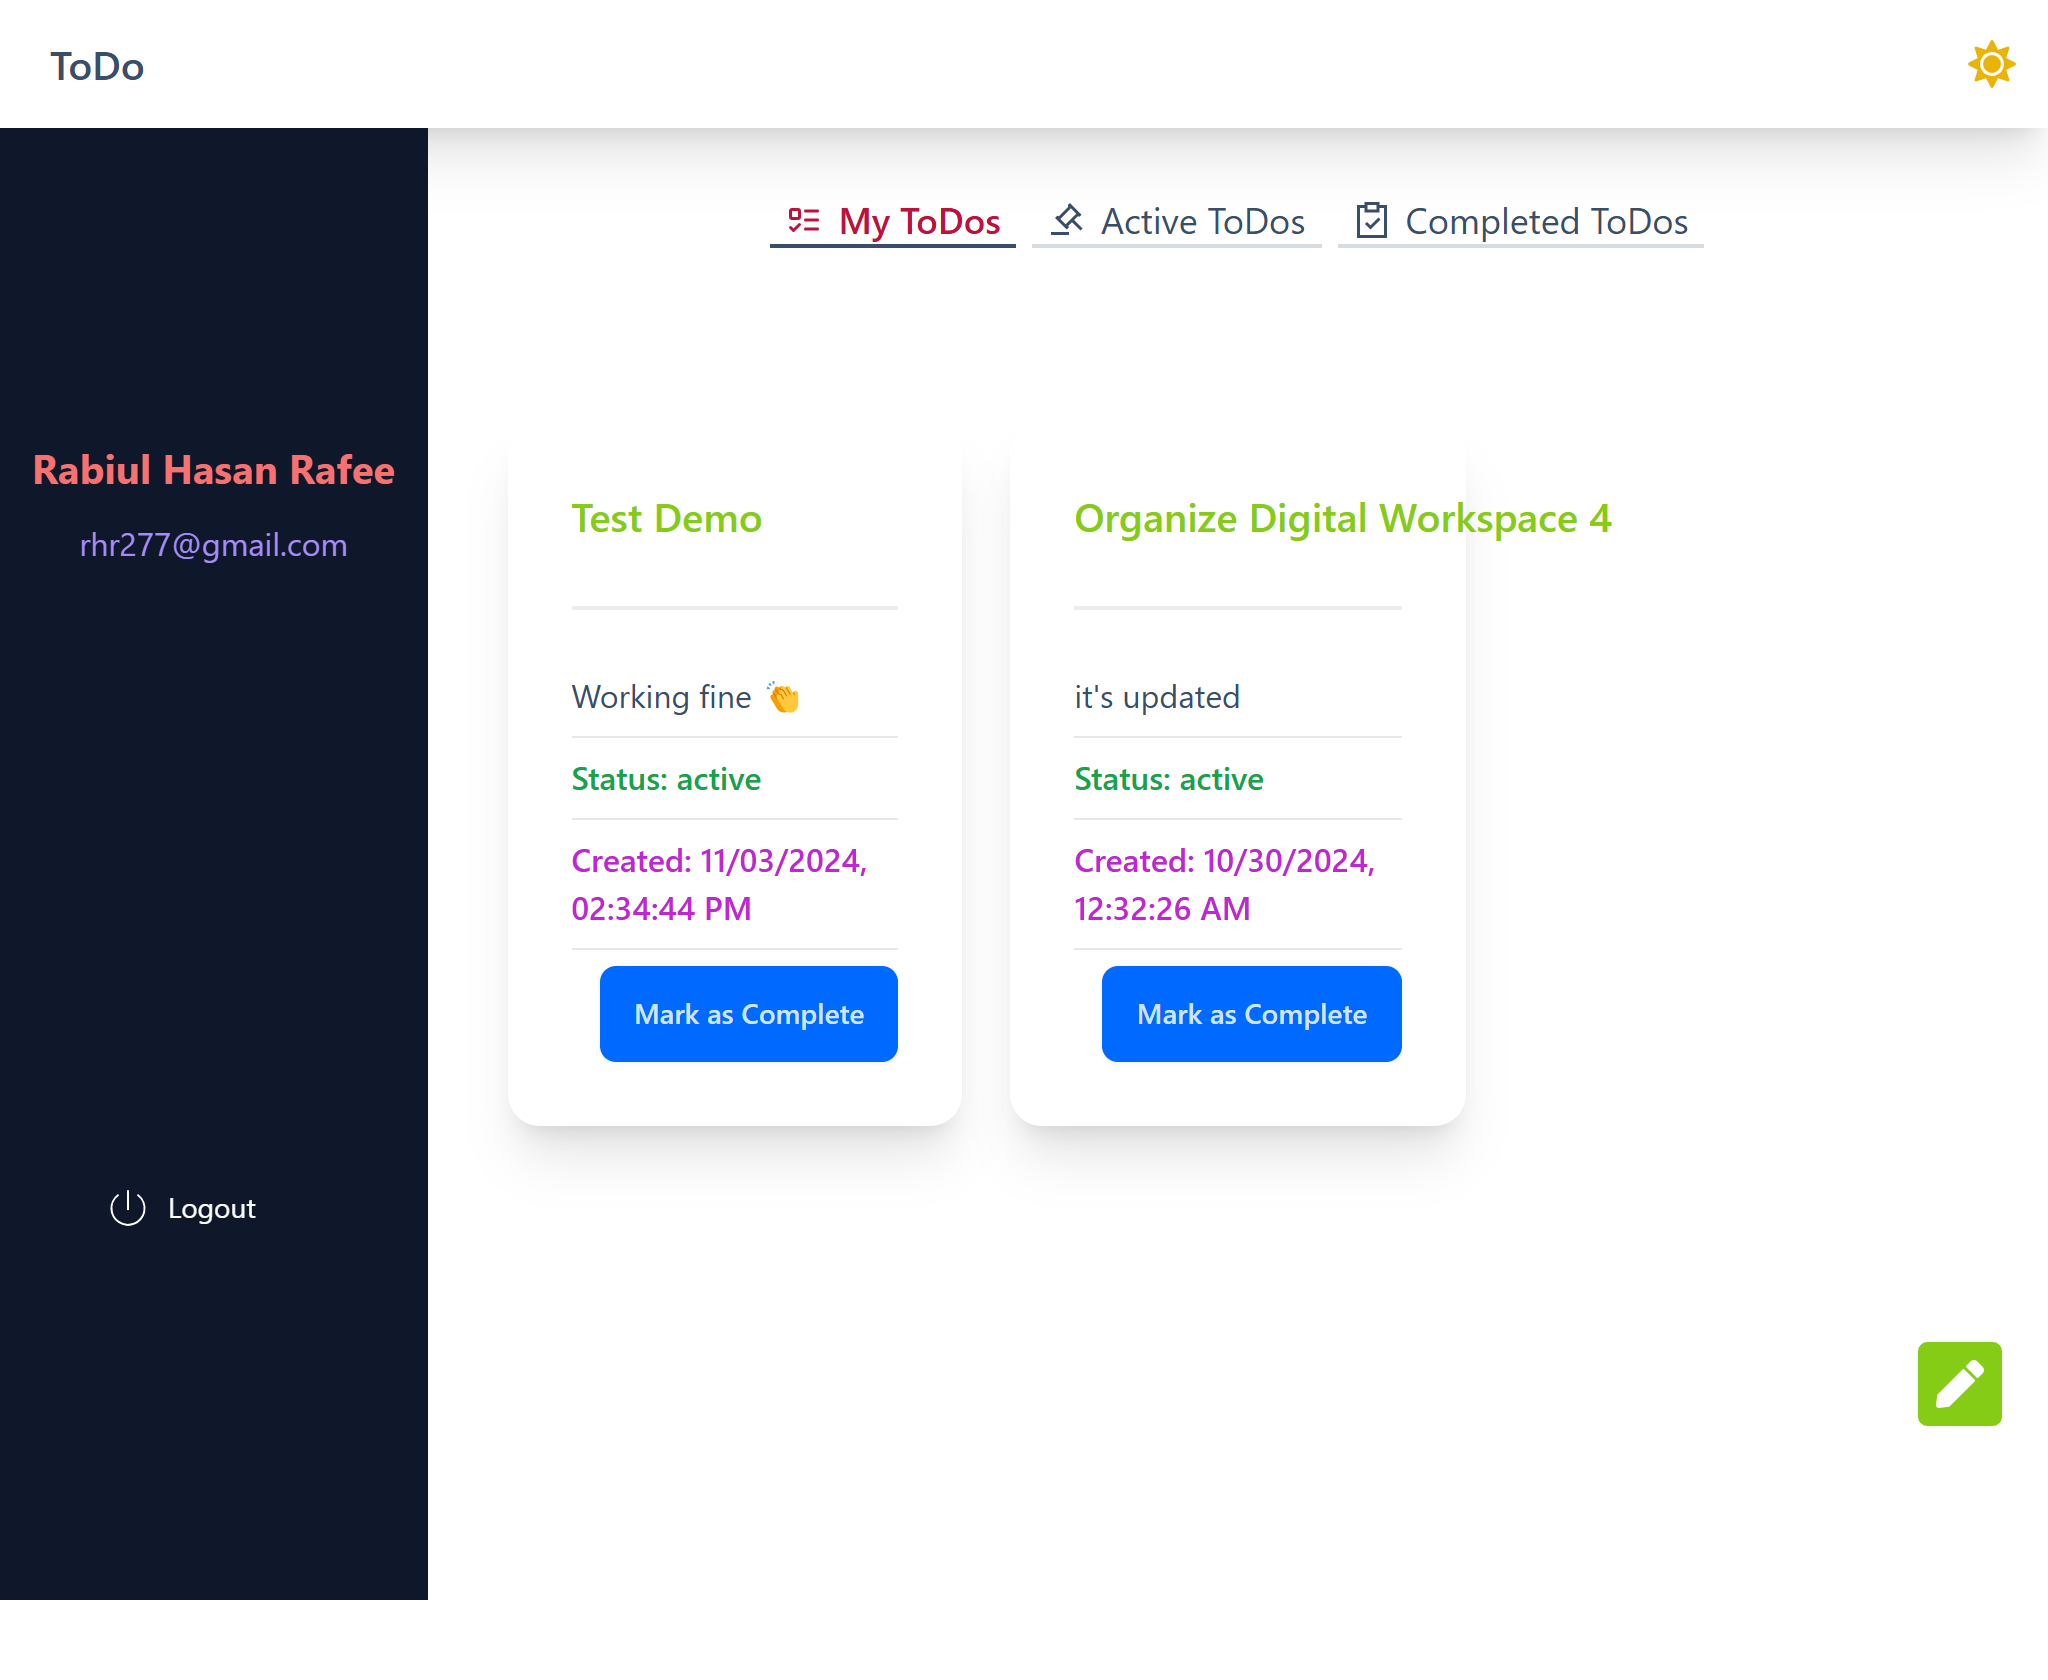 ToDo
My ToDos
Active ToDos
Completed ToDos
Rabiul Hasan Rafee
rhr277@gmail.com
Logout
Test Demo
Working fine 👏
Status: active
Created: 11/03/2024,
02:34:44 PM
Mark as Complete
Organize Digital Workspace 4
it's updated
Status: active
Created: 10/30/2024,
12:32:26 AM
Mark as Complete